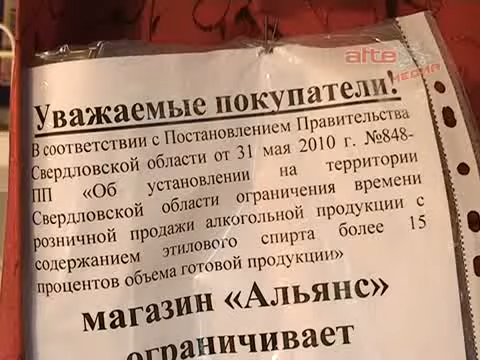 alte
МЕДИА
Уважаемые покупатели!
В соответствии с Постановлением Правительства
Свердловской области от 31 мая 2010 г. №848-
ПП «Об установлении на территории
Свердловской области ограничения времени
розничной продажи алкогольной продукции с
содержанием этилового спирта более 15
процентов объема готовой продукции»
магазин «Альянс»
ограничивает